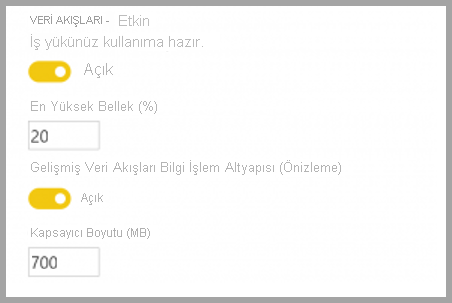 VERİ AKIŞLARI - Etkin
İş yükünüz kullanıma hazır.
Açık
En Yüksek Bellek (%)
20
Gelişmiş Veri Akışları Bilgi İşlem Altyapısı (Önizleme)
Açık
Kapsayıcı Boyutu (MB)
700